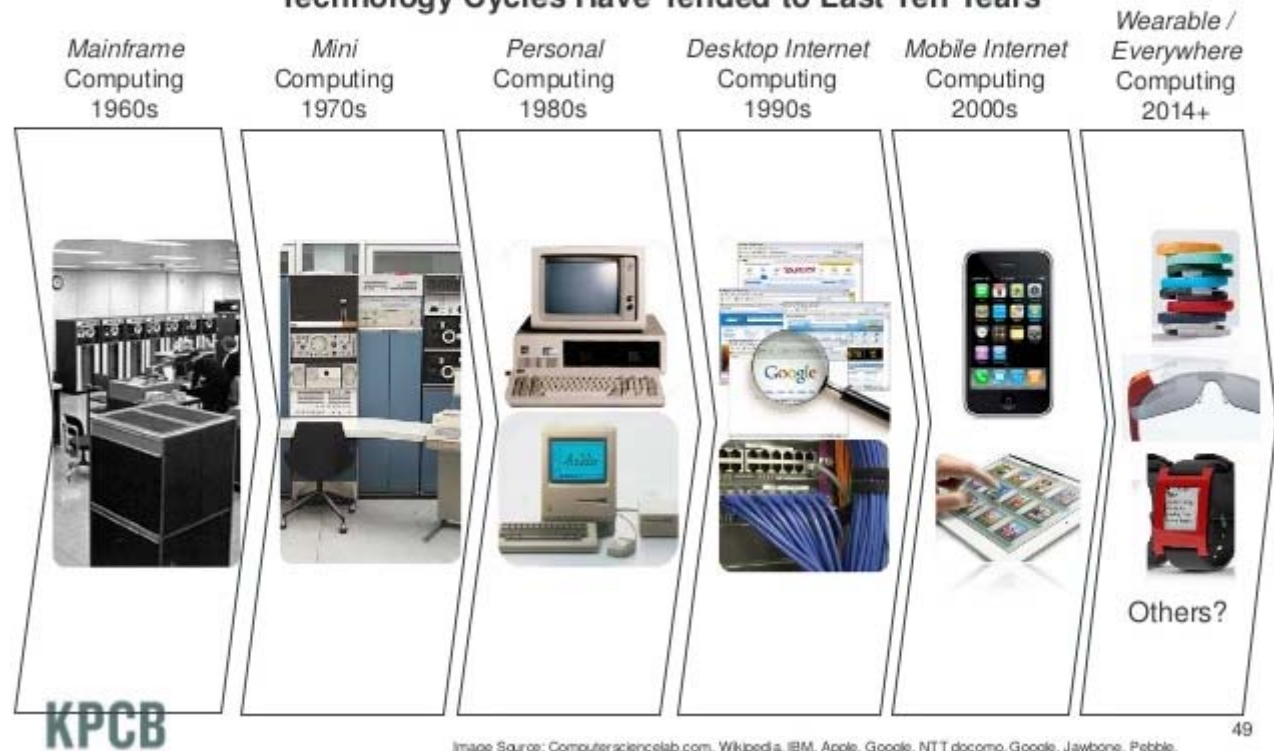 Technology Cycles Have Tended to Last Ten Years
Mainframe
Computing
1960s
Mini
Computing
1970s
Personal
Computing
1980s
Desktop Internet
Computing
1990s
Mobile Internet
Computing
2000s
Wearable /
Everywhere
Computing
2014+
YAHOO!
Google
Others?
KPCB
49
Image Source: Computersciencelab.com, Wikipedia, IBM, Apple, Google, NTT docomo, Google, Jawbone, Pebble.